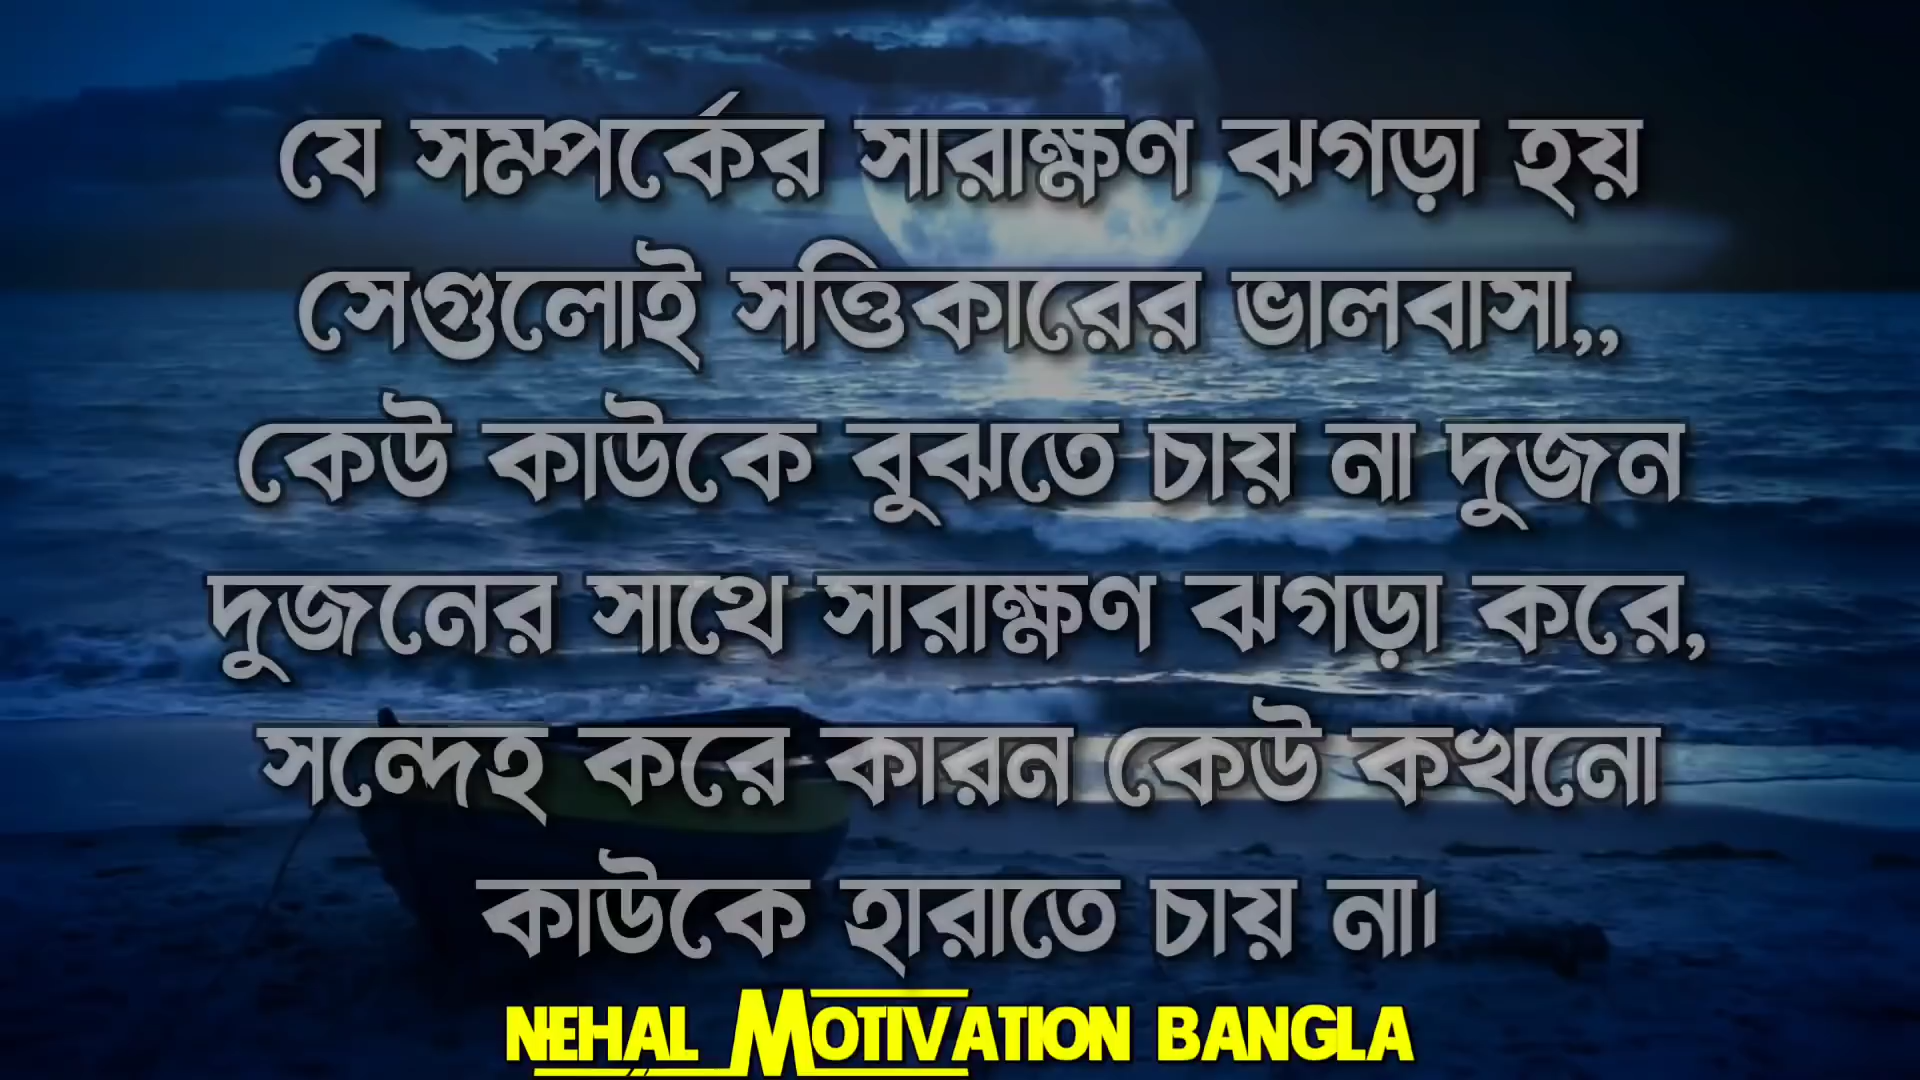 যে সম্পর্কের সারাক্ষণ ঝগড়া হয়
সেগুলোই সত্তিকারের ভালবাসা,,
কেউ কাউকে বুঝতে চায় না দুজন
দুজনের সাথে সারাক্ষণ ঝগড়া করে,
সন্দেহ করে কারন কেউ কখনো
কাউকে হারাতে চায় না।
NEHAL MOTIVATION BANGLA